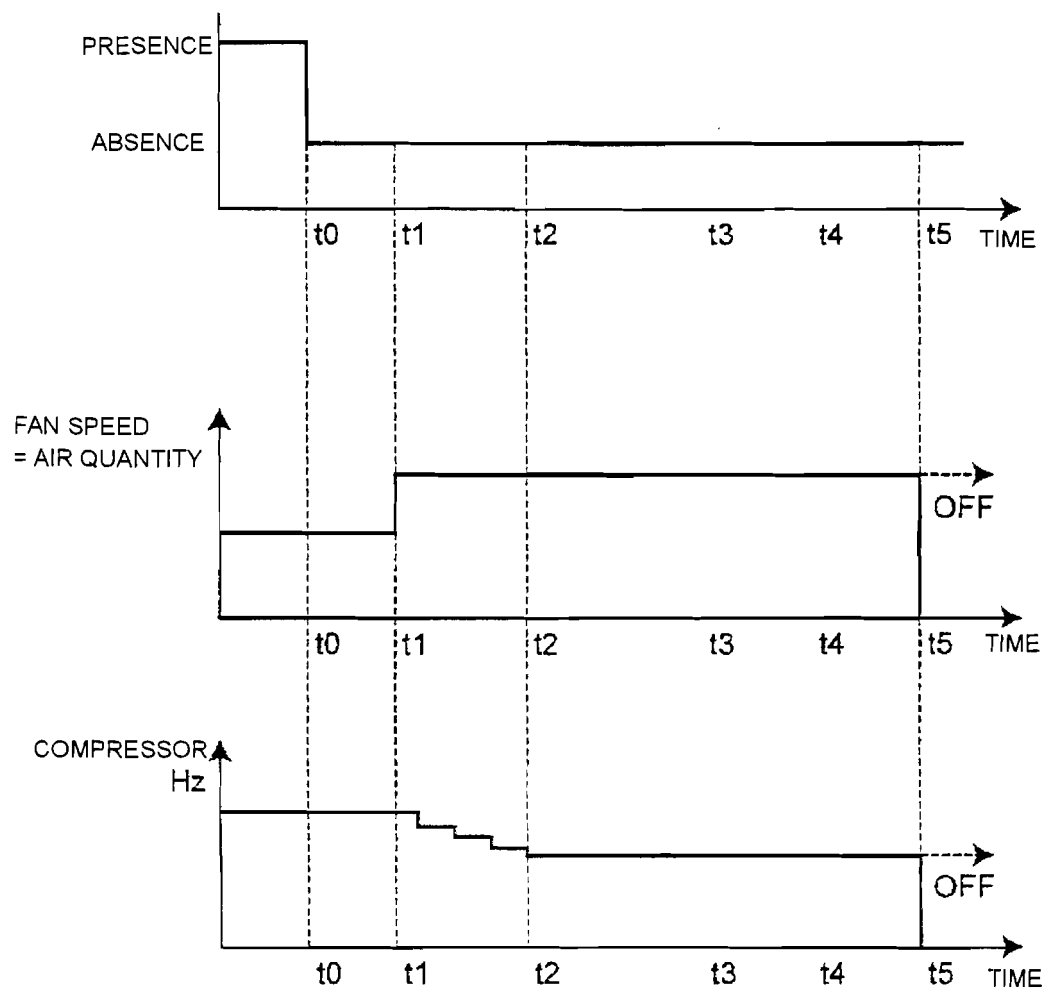 PRESENCE
ABSENCE
t0 t1 t2 t3 t4 t5 TIME
FAN SPEED
= AIR QUANTITY
OFF
t0 t1 t2 t3 t4 t5 TIME
COMPRESSOR
Hz
OFF
t0 t1 t2 t3 t4 t5 TIME